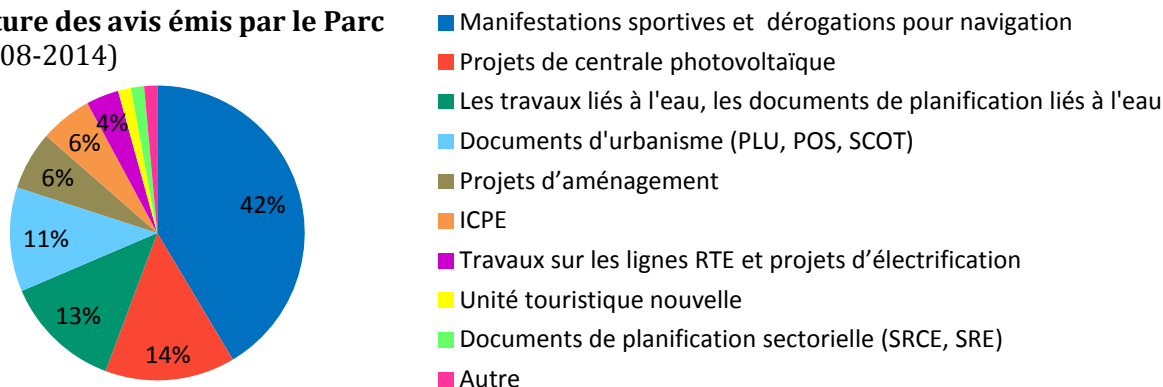 ture des avis émis par le Parc
08-2014)
Manifestations sportives et  dérogations pour navigation
Projets de centrale photovoltaïque
Les travaux liés à l'eau, les documents de planification liés à l'eau
Documents d'urbanisme (PLU, POS, SCOT)
Projets d’aménagement
ICPE
Travaux sur les lignes RTE et projets d’électrification
Unité touristique nouvelle
Documents de planification sectorielle (SRCE, SRE)
Autre
42%
14%
13%
11%
6%
6%
4%